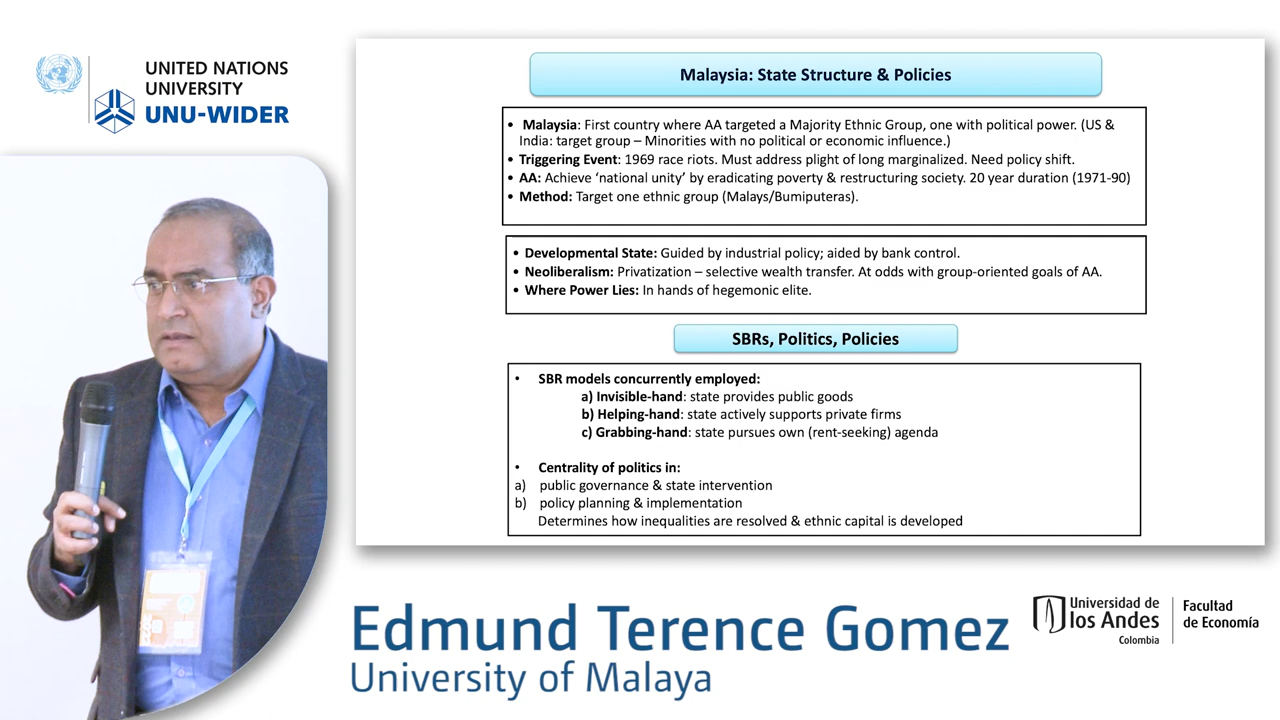 UNITED NATIONS
UNIVERSITY
UNU-WIDER
Malaysia: State Structure & Policies
• Malaysia: First country where AA targeted a Majority Ethnic Group, one with political power. (US &
India: target group – Minorities with no political or economic influence.)
• Triggering Event: 1969 race riots. Must address plight of long marginalized. Need policy shift.
• AA: Achieve ‘national unity’ by eradicating poverty & restructuring society. 20 year duration (1971-90)
• Method: Target one ethnic group (Malays/Bumiputeras).
• Developmental State: Guided by industrial policy; aided by bank control.
• Neoliberalism: Privatization – selective wealth transfer. At odds with group-oriented goals of AA.
• Where Power Lies: In hands of hegemonic elite.
SBRs, Politics, Policies
• SBR models concurrently employed:
a) Invisible-hand: state provides public goods
b) Helping-hand: state actively supports private firms
c) Grabbing-hand: state pursues own (rent-seeking) agenda
• Centrality of politics in:
a) public governance & state intervention
b) policy planning & implementation
Determines how inequalities are resolved & ethnic capital is developed
Edmund Terence Gomez
University of Malaya
Universidad de
los Andes
Colombia
Facultad
de Economía